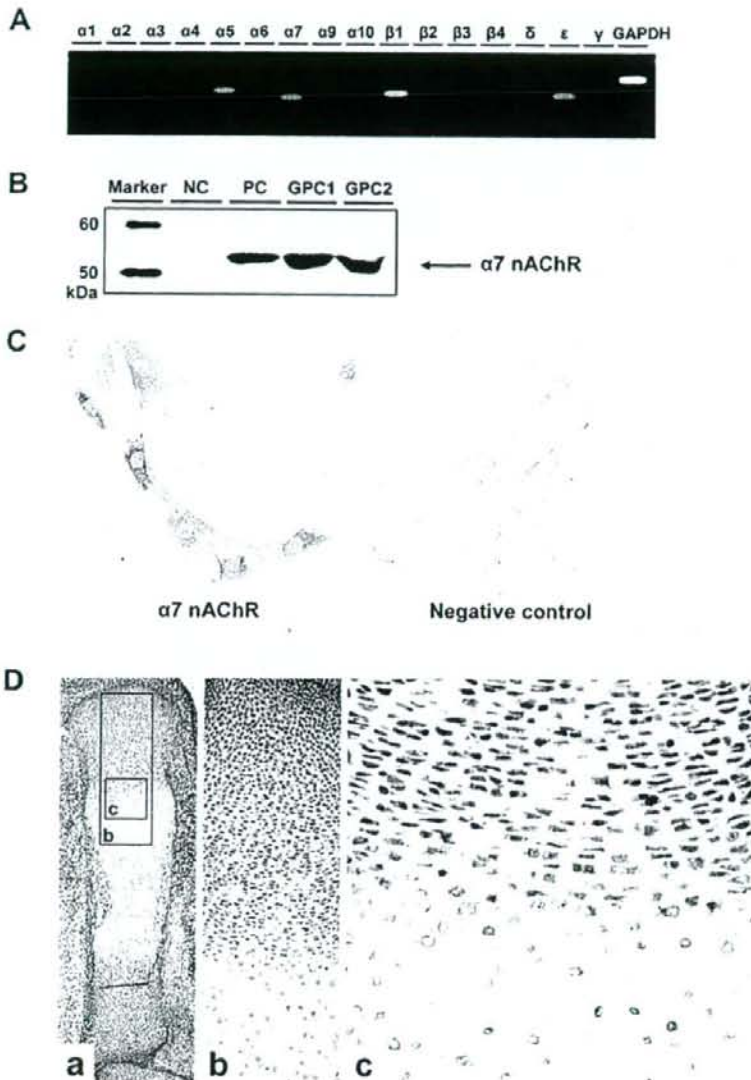 A
α1 α2 α3 α4 α5 α6 α7 α9 α10 β1 β2 β3 β4 δ ε γ GAPDH
B
Marker NC PC GPC1 GPC2
60
50
kDa
α7 nAChR
C
α7 nAChR Negative control
D
c
b
a b c